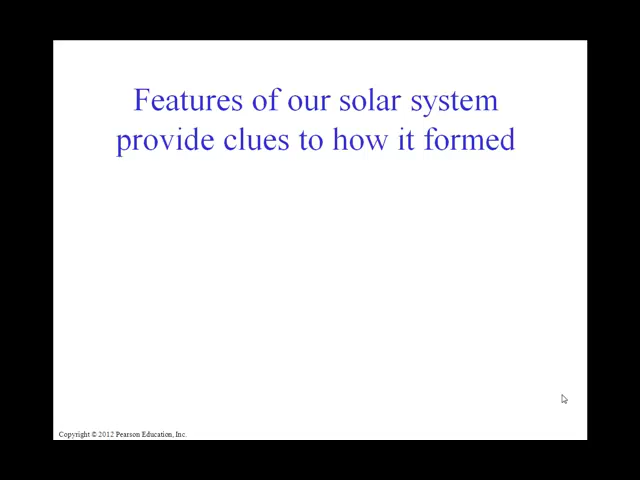 Features of our solar system
provide clues to how it formed
Copyright © 2012 Pearson Education, Inc.